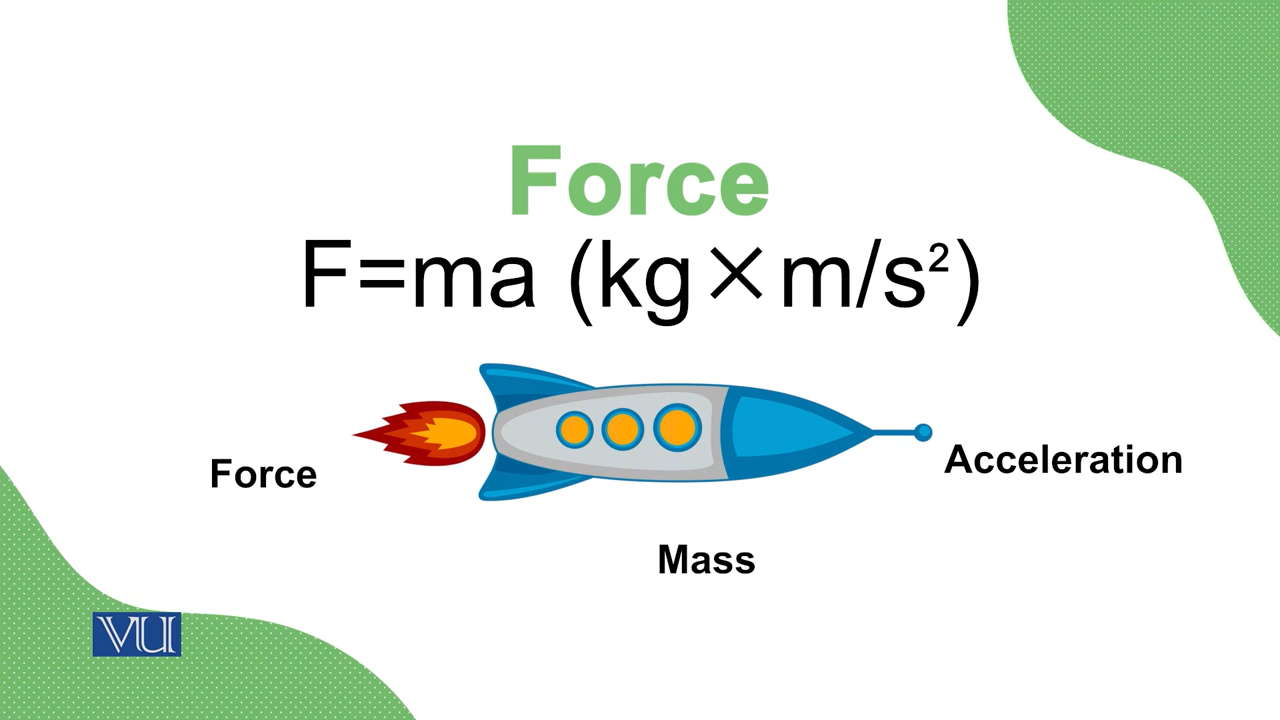 Force
F=ma (kg×m/s²)
Force
Acceleration
Mass
VU